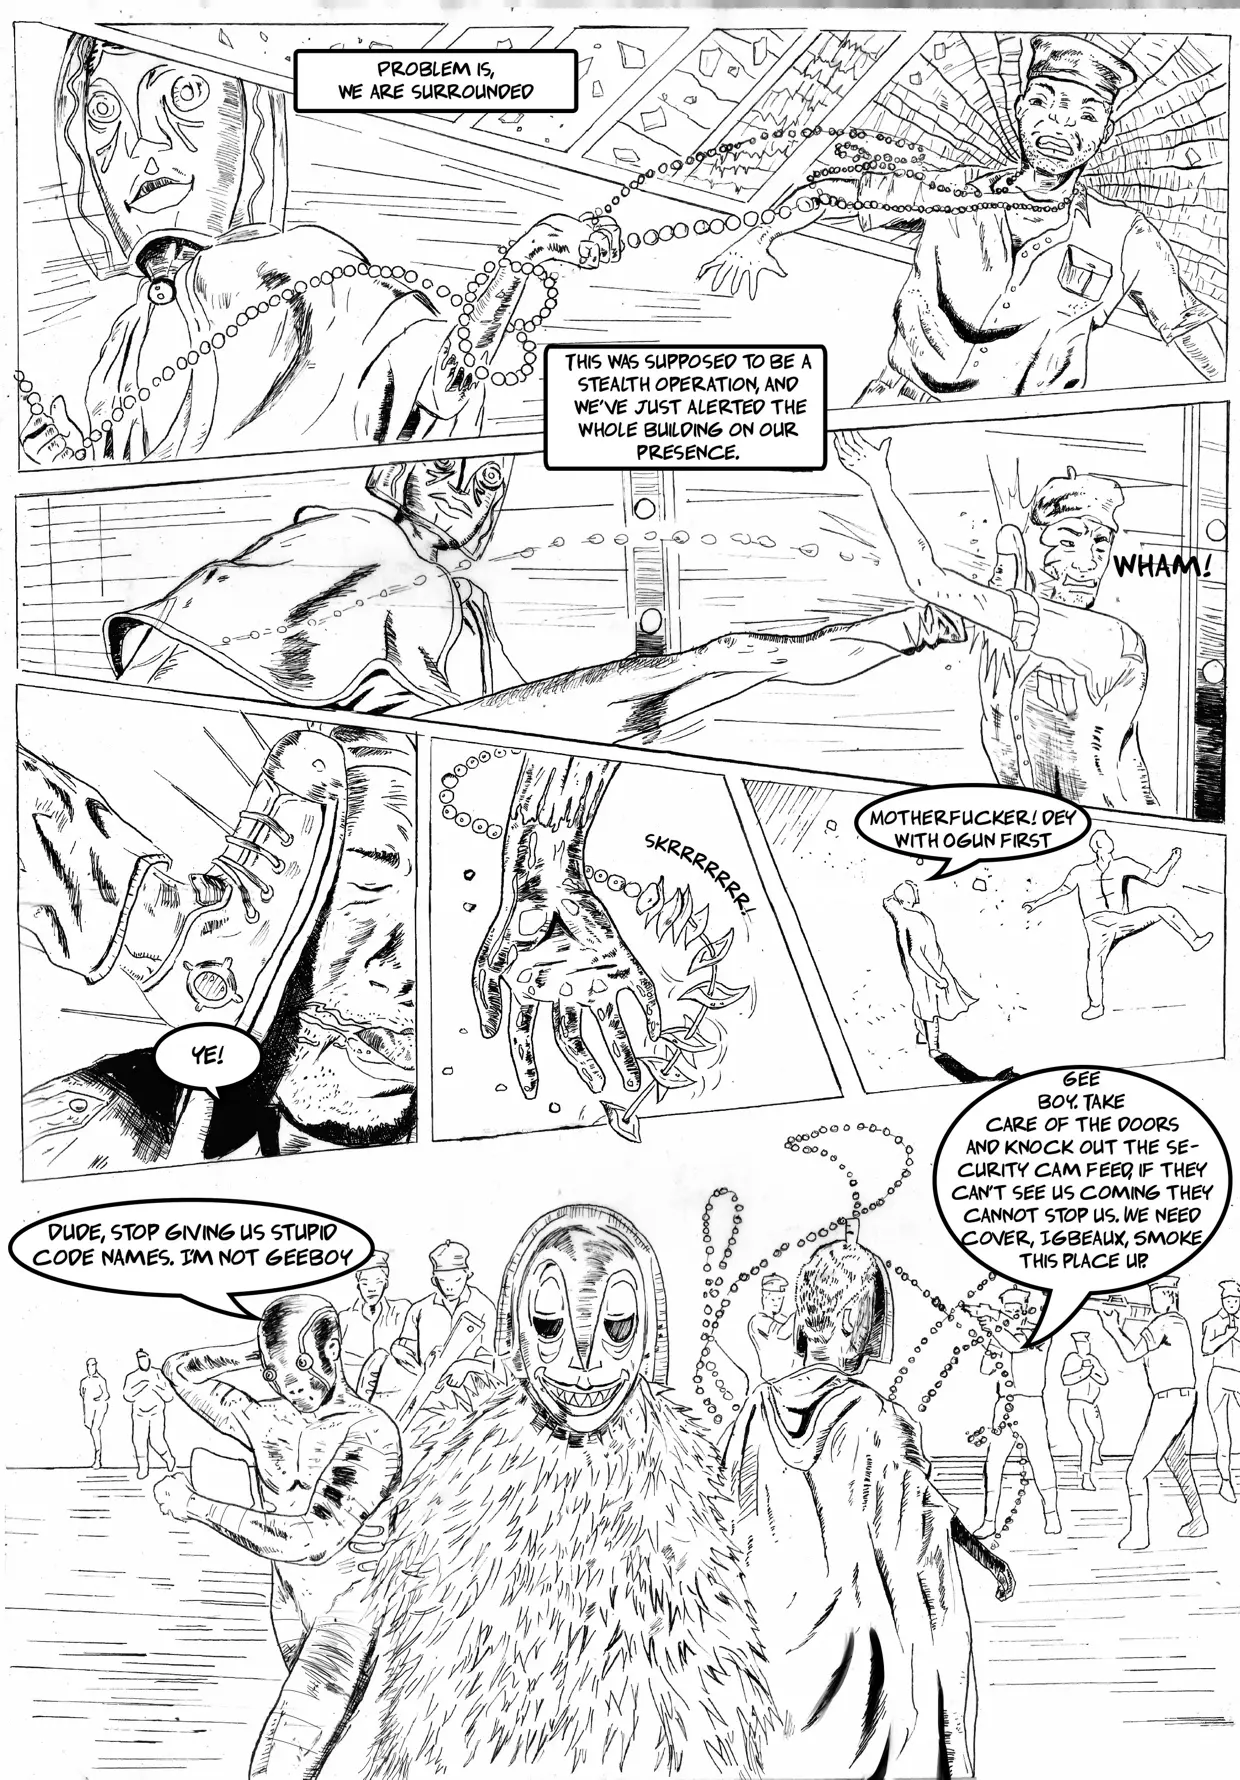 PROBLEM IS,
WE ARE SURROUNDED
THIS WAS SUPPOSED TO BE A
STEALTH OPERATION, AND
WE'VE JUST ALERTED THE
WHOLE BUILDING ON OUR
PRESENCE.
WHAM!
YE!
SKRRRRRRR!
MOTHERFUCKER! DEY
WITH OGUN FIRST
DUDE, STOP GIVING US STUPID
CODE NAMES. I'M NOT GEEBOY
GEE
BOY. TAKE
CARE OF THE DOORS
AND KNOCK OUT THE SE-
CURITY CAM FEED, IF THEY
CAN'T SEE US COMING THEY
CANNOT STOP US. WE NEED
COVER, IGBEAUX, SMOKE
THIS PLACE UP.